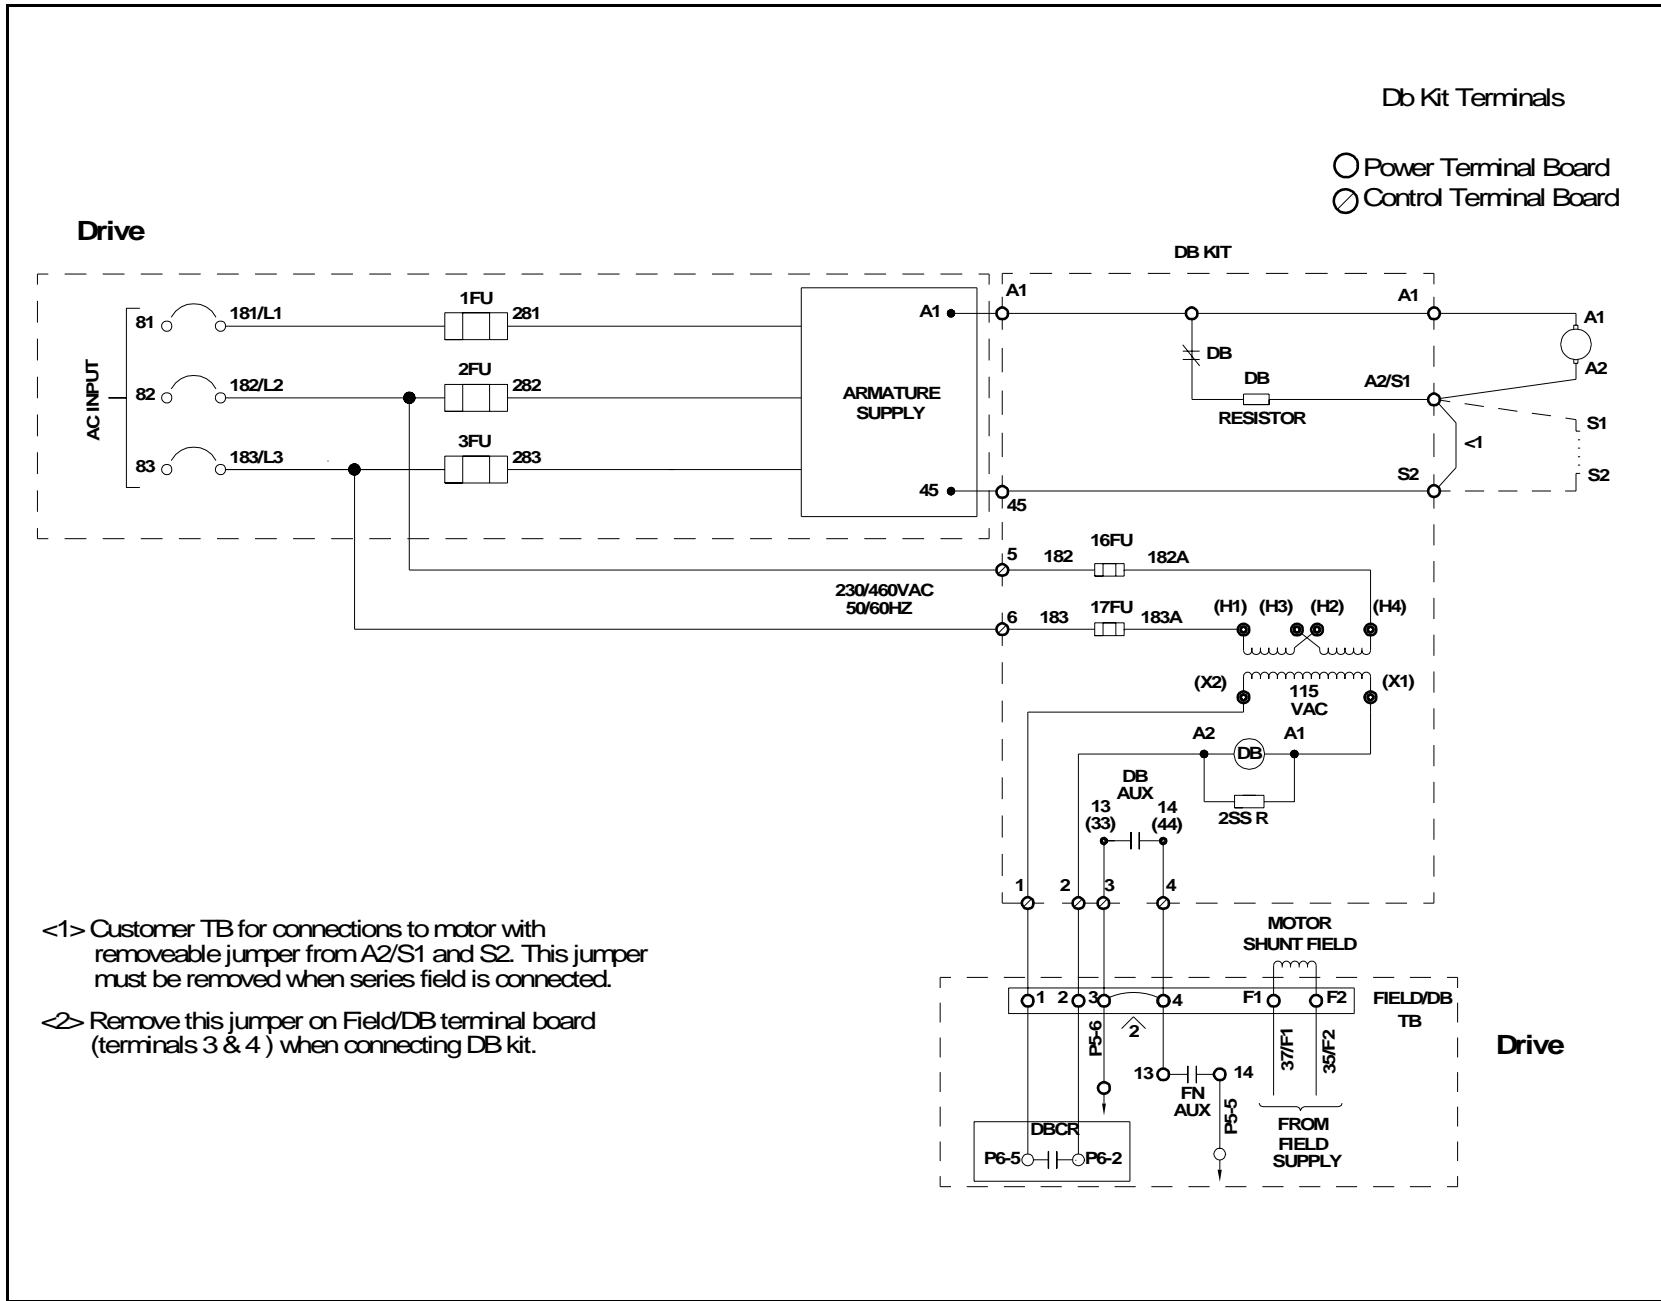 Db Kit Terminals
Power Terminal Board
Control Terminal Board
Drive
DB KIT
AC INPUT
81
181/L1
1FU
281
82
182/L2
2FU
282
83
183/L3
3FU
283
A1
ARMATURE
SUPPLY
45
A1
45
A1
DB
DB
RESISTOR
A2/S1
<1
S2
A1
A2
S1
S2
5
182
16FU
182A
230/460VAC
50/60HZ
6
183
17FU
183A
(H1)
(H3)
(H2)
(H4)
(X2)
115
VAC
(X1)
A2
DB
A1
2SS R
DB
AUX
13
(33)
14
(44)
1
2
3
4
<1> Customer TB for connections to motor with
removeable jumper from A2/S1 and S2. This jumper
must be removed when series field is connected.
<2> Remove this jumper on Field/DB terminal board
(terminals 3 & 4 ) when connecting DB kit.
MOTOR
SHUNT FIELD
1
2
3
4
F1
F2
FIELD/DB
TB
2
P5-6
37/F1
35/F2
Drive
13
14
FN
AUX
P5-5
DBCR
P6-5
P6-2
FROM
FIELD
SUPPLY